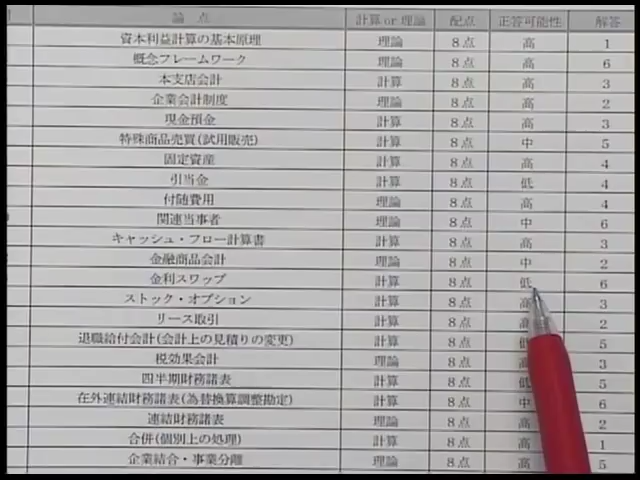 論点 計算or理論 配点 正答可能性 解答
資本利益計算の基本原理 理論 8点 高 1
概念フレームワーク 理論 8点 高 6
本支店会計 計算 8点 高 3
企業会計制度 理論 8点 高 2
現金預金 計算 8点 高 3
特殊商品売買(試用販売) 計算 8点 中 5
固定資産 計算 8点 高 4
引当金 計算 8点 低 4
付随費用 理論 8点 高 4
関連当事者 理論 8点 中 6
キャッシュ・フロー計算書 計算 8点 高 3
金融商品会計 理論 8点 中 2
金利スワップ 計算 8点 低 6
ストック・オプション 計算 8点 高 3
リース取引 計算 8点 高 2
退職給付会計(会計上の見積りの変更) 計算 8点 低 5
税効果会計 理論 8点 高 3
四半期財務諸表 計算 8点 低 5
在外連結財務諸表(為替換算調整勘定) 計算 8点 中 6
連結財務諸表 理論 8点 高 2
合併(個別上の処理) 計算 8点 高 1
企業結合・事業分離 理論 8点 高 5